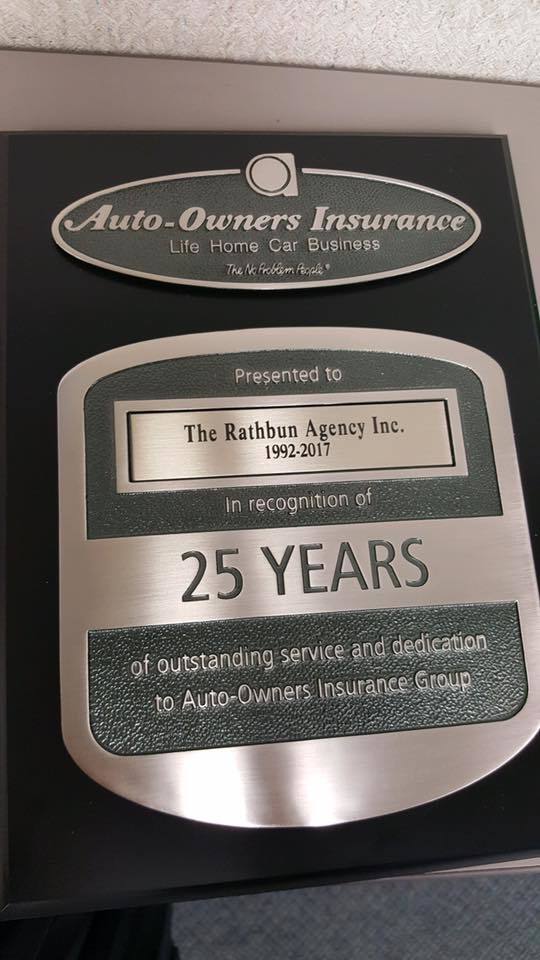 Auto-Owners Insurance
Life Home Car Business
The No Problem People®
Presented to
The Rathbun Agency Inc.
1992-2017
In recognition of
25 YEARS
of outstanding service and dedication
to Auto-Owners Insurance Group